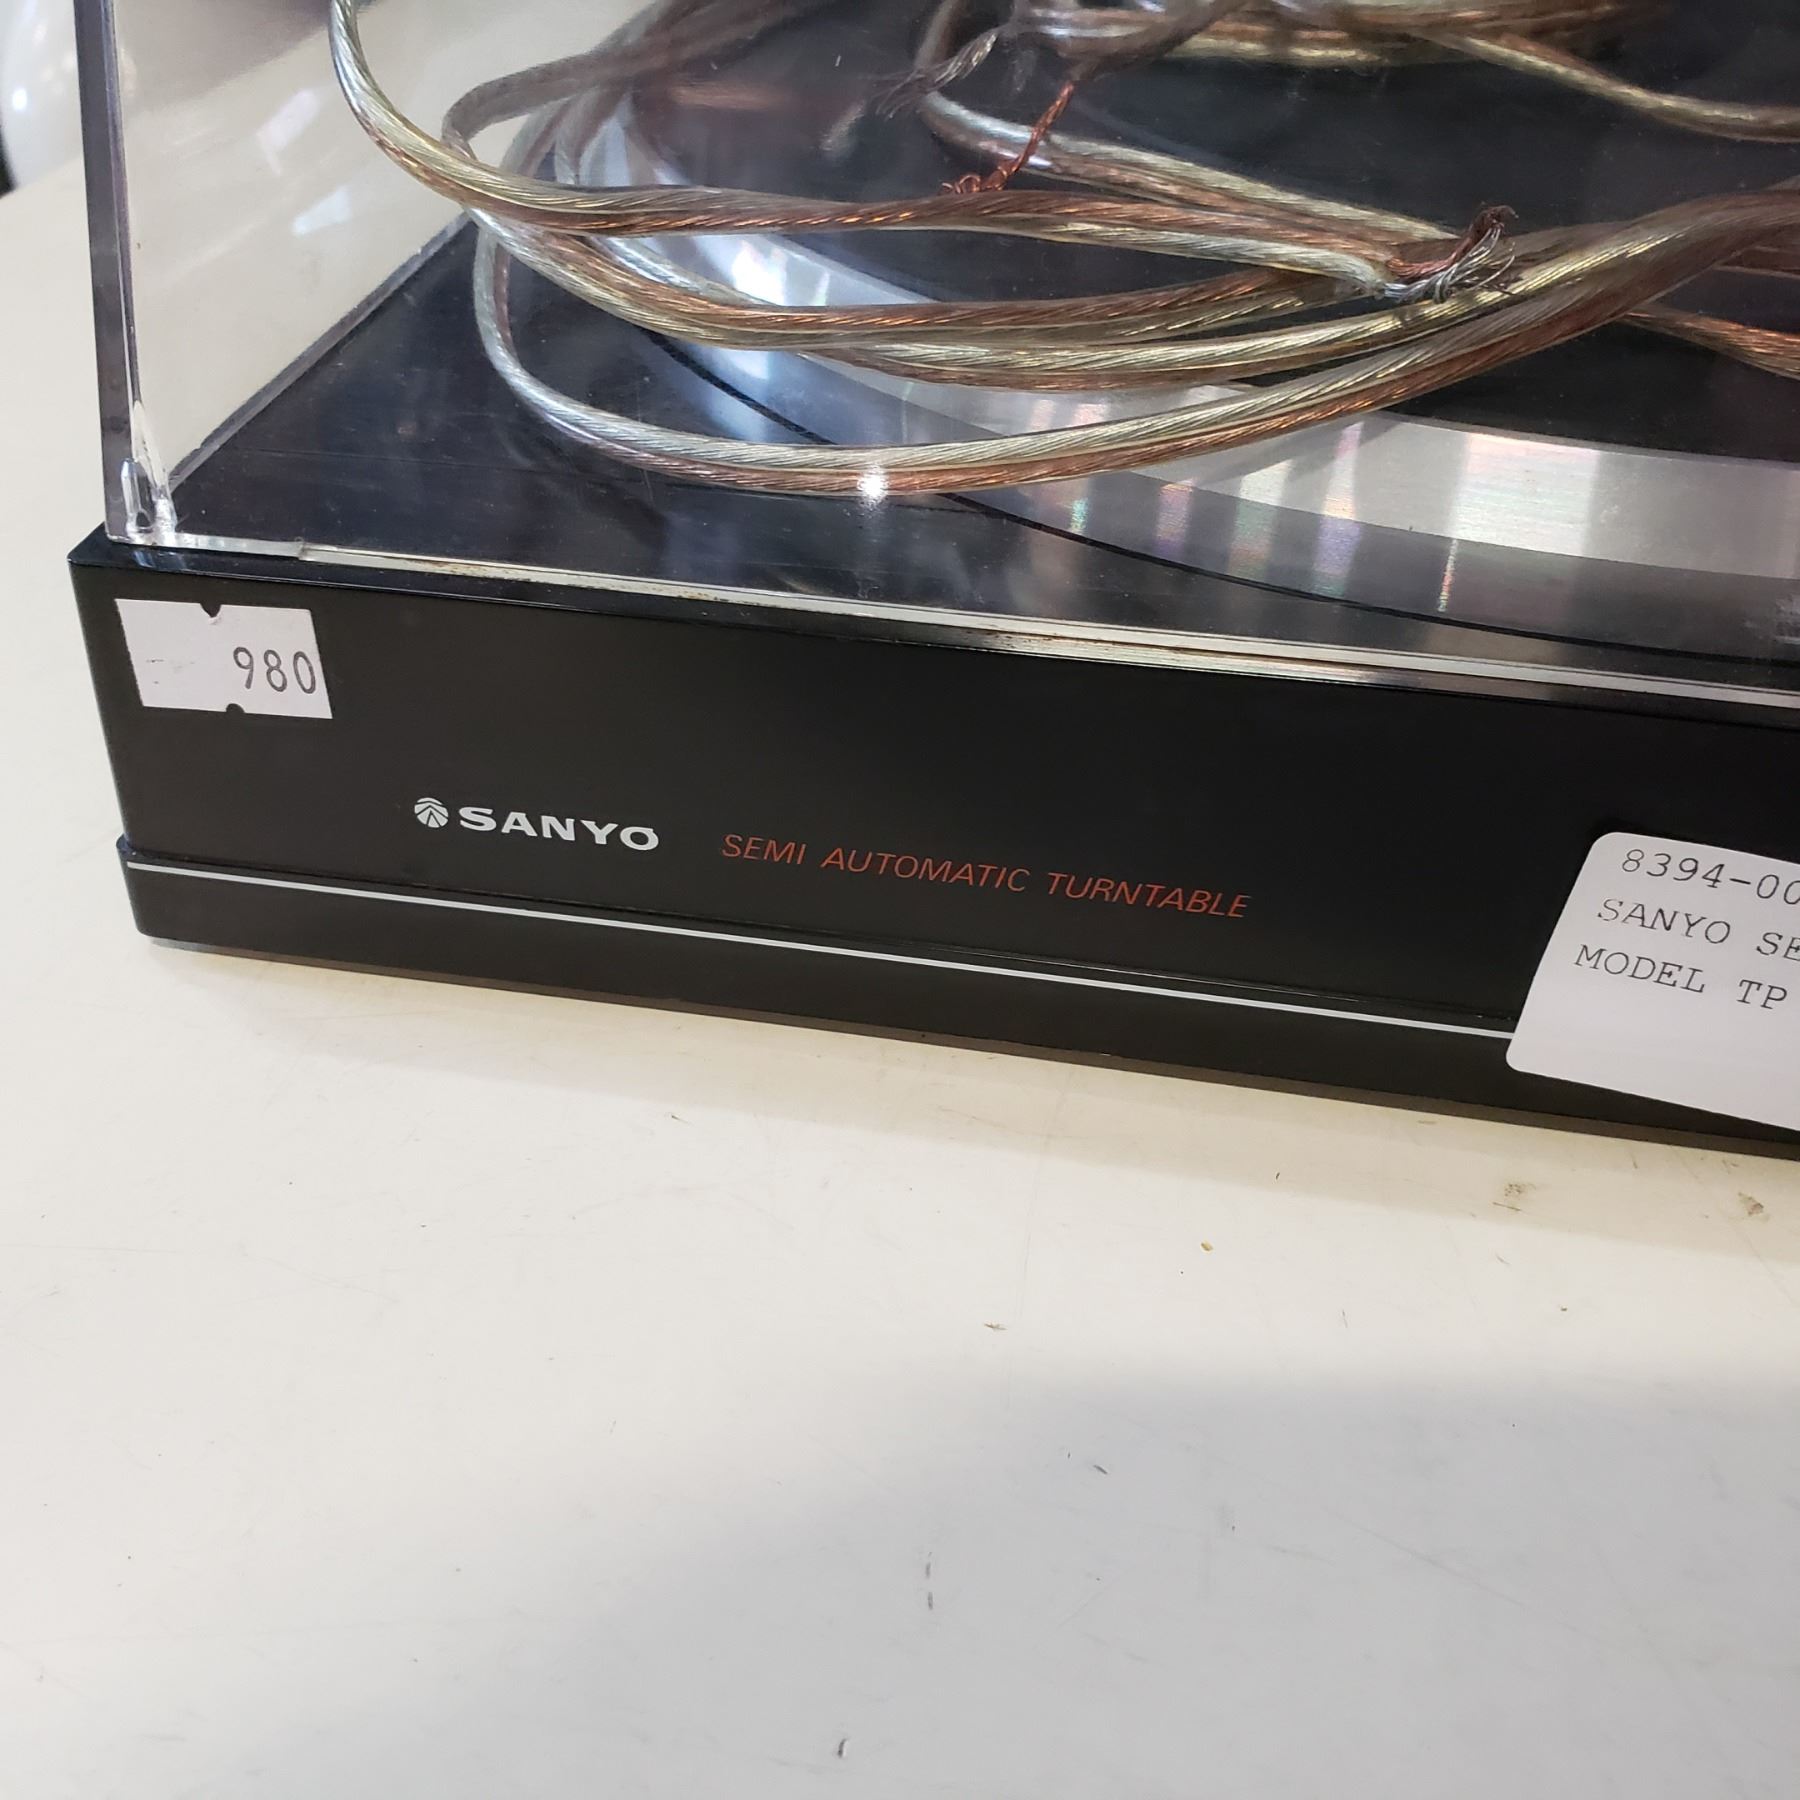 980
SANYO SEMI AUTOMATIC TURNTABLE
8394-00
SANYO SE
MODEL TP